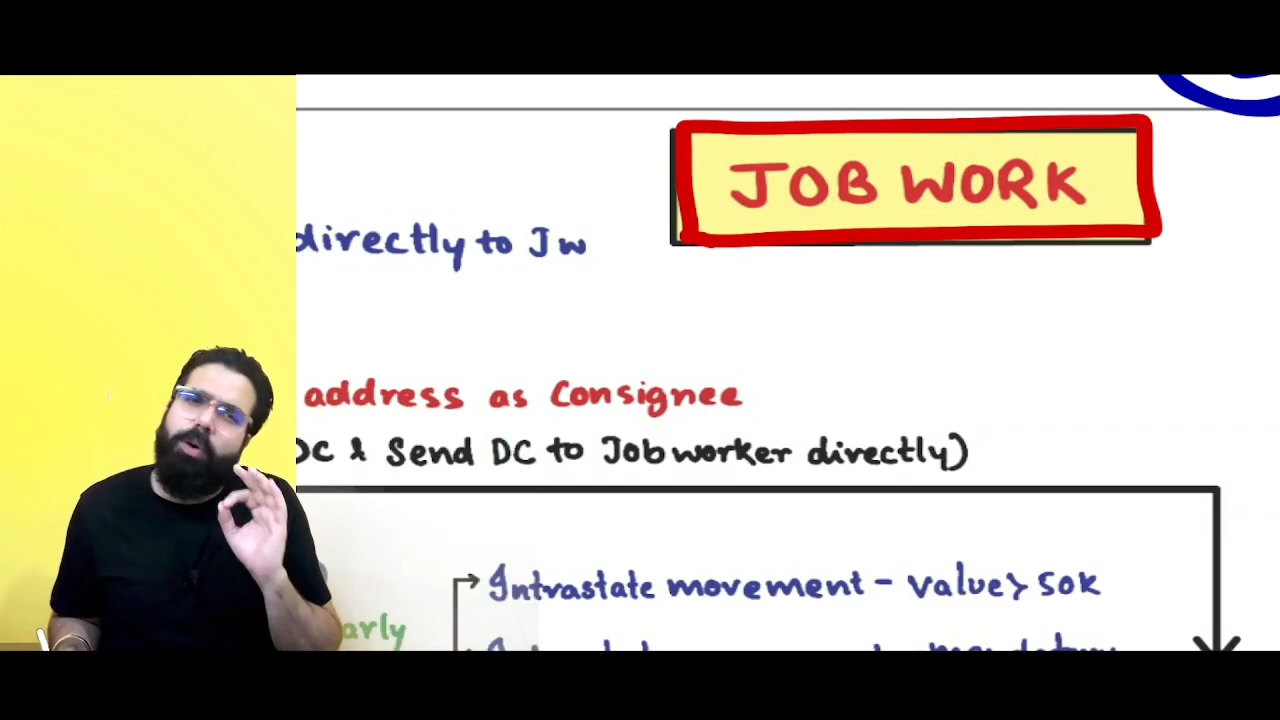 JOB WORK
directly to Jw
address as Consignee
DC & Send DC to Jobworker directly)
Intrastate movement - value > 50k
arly